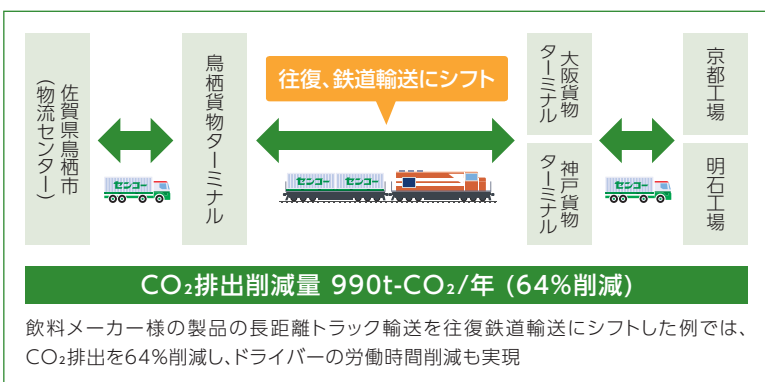 佐賀県鳥栖市
(物流センター)
鳥栖貨物ターミナル
往復、鉄道輸送にシフト
大阪貨物
ターミナル
神戸貨物
ターミナル
京都工場
明石工場
センコー
センコー
センコー
センコー
CO₂排出削減量 990t-CO₂/年 (64%削減)
飲料メーカー様の製品の長距離トラック輸送を往復鉄道輸送にシフトした例では、
CO₂排出を64%削減し、ドライバーの労働時間削減も実現